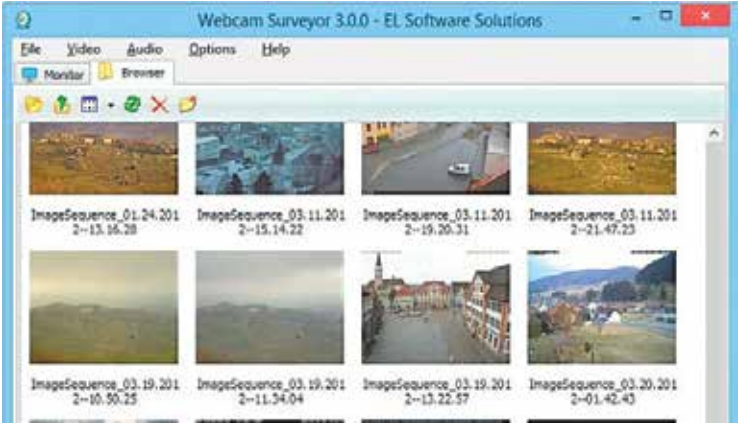 Webcam Surveyor 3.0.0 - EL Software Solutions
File Video Audio Options Help
Monitor Browser
ImageSequence_01.24.201
2--13.16.28
ImageSequence_03.11.201
2--15.14.22
ImageSequence_03.11.201
2--19.20.31
ImageSequence_03.11.201
2--21.47.23
ImageSequence_03.19.201
2--10.50.25
ImageSequence_03.19.201
2--11.34.04
ImageSequence_03.19.201
2--13.22.57
ImageSequence_03.20.201
2--01.42.43